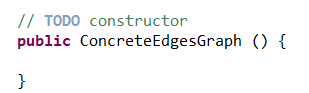 // TODO constructor
public ConcreteEdgesGraph () {
}